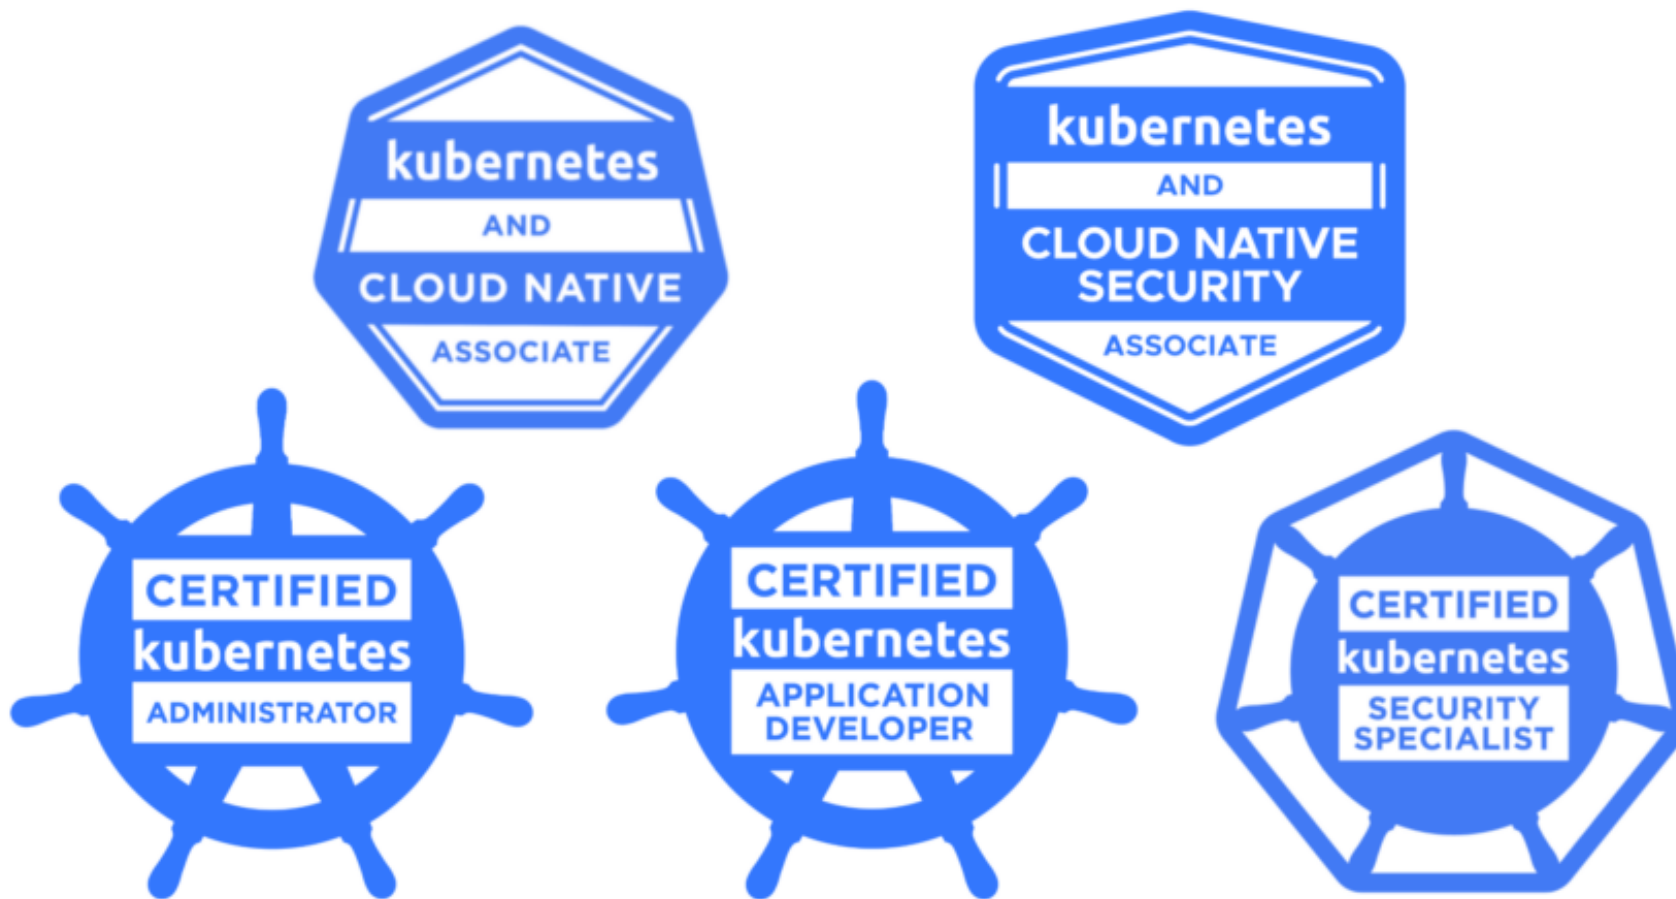 kubernetes
AND
CLOUD NATIVE
ASSOCIATE
kubernetes
AND
CLOUD NATIVE
SECURITY
ASSOCIATE
CERTIFIED
kubernetes
ADMINISTRATOR
CERTIFIED
kubernetes
APPLICATION
DEVELOPER
CERTIFIED
kubernetes
SECURITY
SPECIALIST